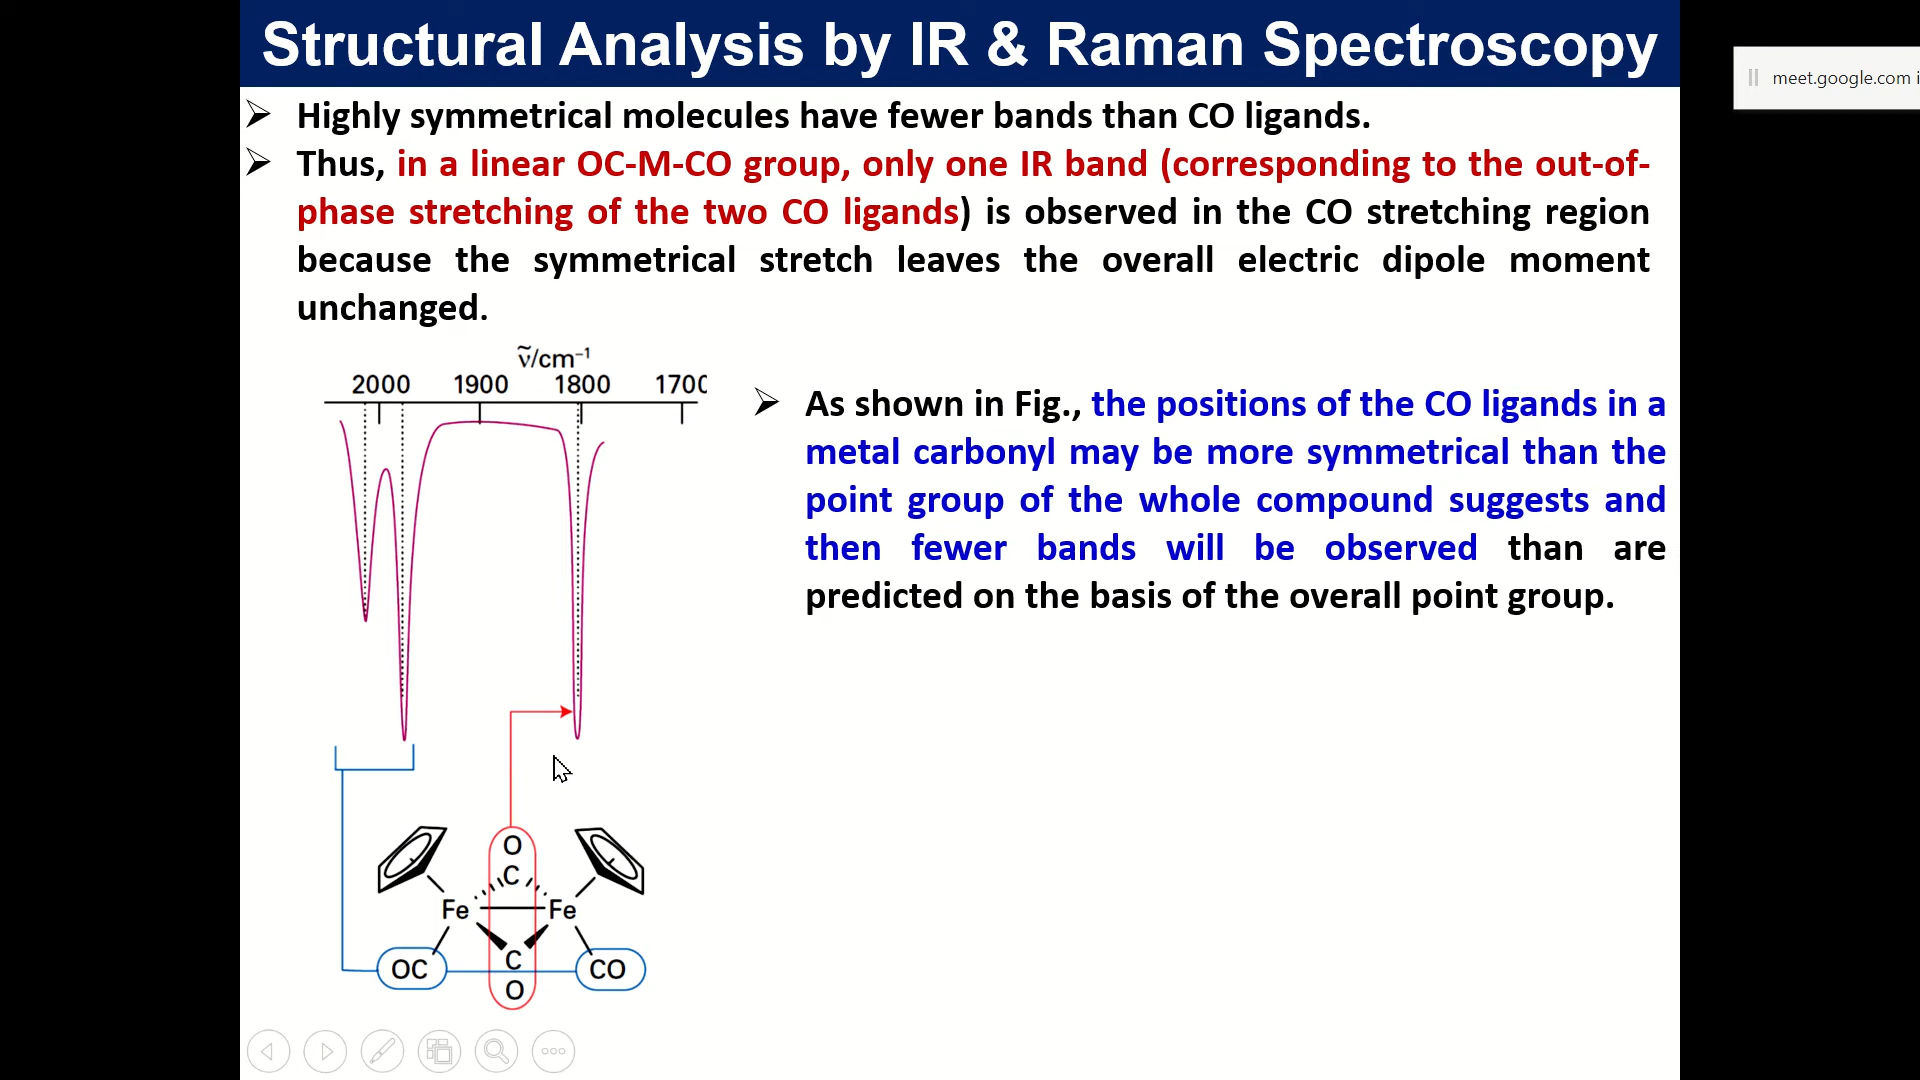 Structural Analysis by IR & Raman Spectroscopy
meet.google.com i
➢ Highly symmetrical molecules have fewer bands than CO ligands.
➢ Thus, in a linear OC-M-CO group, only one IR band (corresponding to the out-of-
phase stretching of the two CO ligands) is observed in the CO stretching region
because the symmetrical stretch leaves the overall electric dipole moment
unchanged.
ν̃/cm⁻¹
2000 1900 1800 1700
➢ As shown in Fig., the positions of the CO ligands in a
metal carbonyl may be more symmetrical than the
point group of the whole compound suggests and
then fewer bands will be observed than are
predicted on the basis of the overall point group.
O
C
Fe Fe
C
OC CO
O